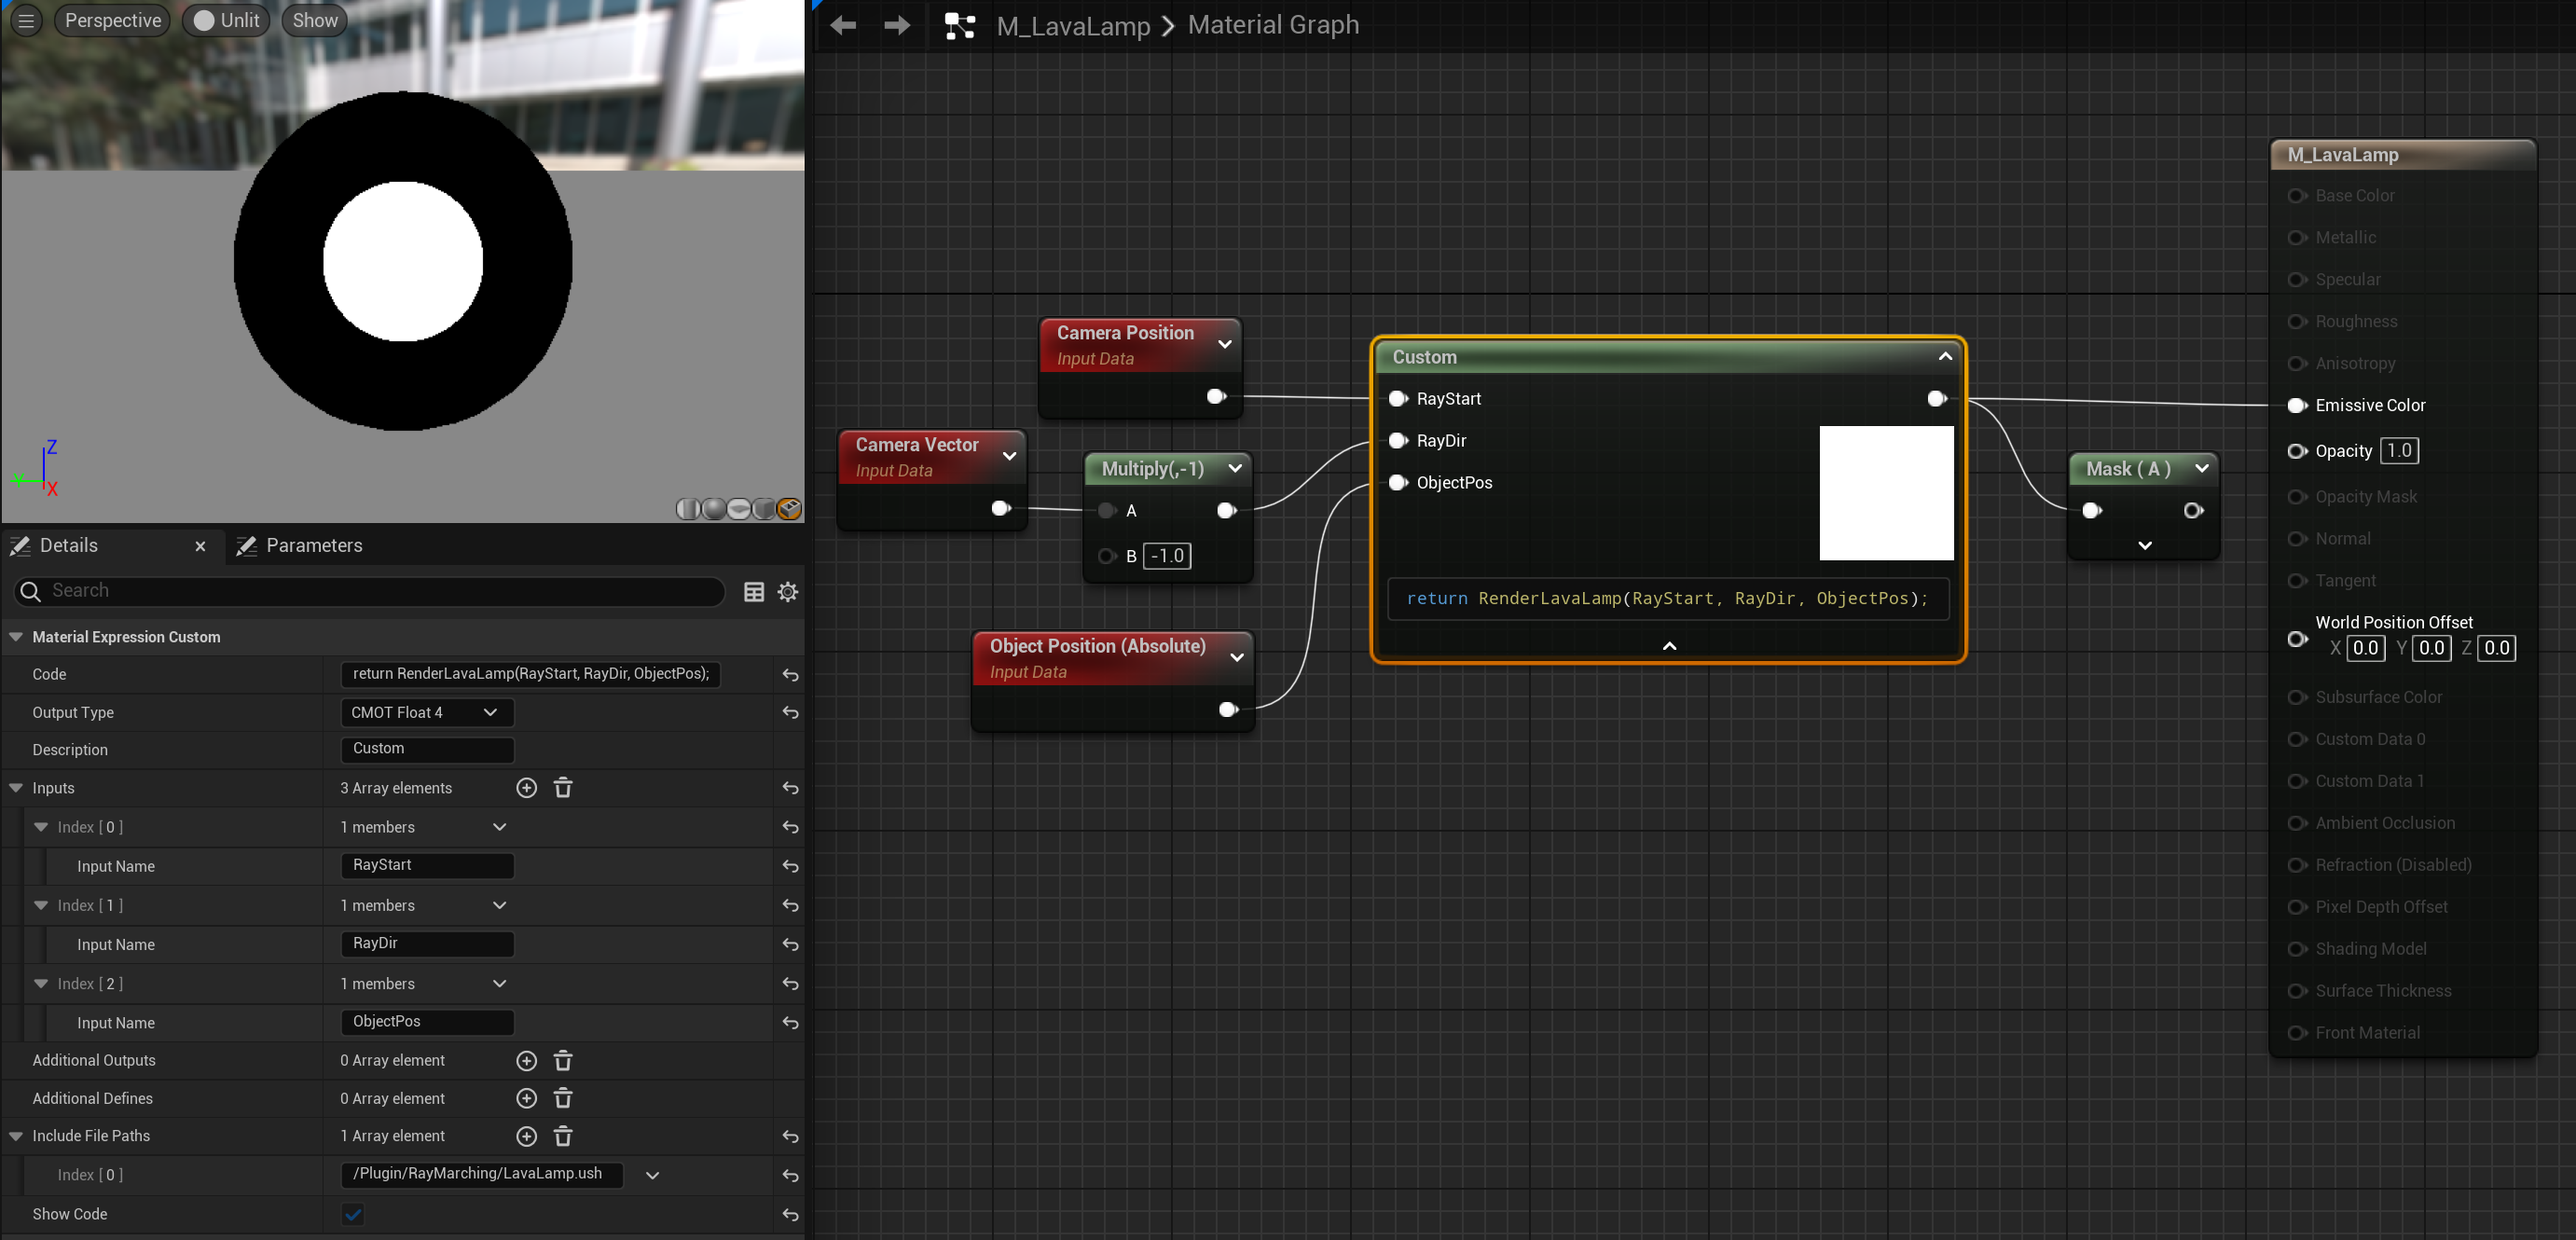 Perspective
Unlit
Show
Z
Y
X
Details
Parameters
Search
Material Expression Custom
Code
return RenderLavaLamp(RayStart, RayDir, ObjectPos);
Output Type
CMOT Float 4
Description
Custom
Inputs
3 Array elements
Index [ 0 ]
1 members
Input Name
RayStart
Index [ 1 ]
1 members
Input Name
RayDir
Index [ 2 ]
1 members
Input Name
ObjectPos
Additional Outputs
0 Array element
Additional Defines
0 Array element
Include File Paths
1 Array element
Index [ 0 ]
/Plugin/RayMarching/LavaLamp.ush
Show Code
M_LavaLamp
Material Graph
Camera Position
Input Data
Camera Vector
Input Data
Multiply(,-1)
A
B -1.0
Object Position (Absolute)
Input Data
Custom
RayStart
RayDir
ObjectPos
return RenderLavaLamp(RayStart, RayDir, ObjectPos);
Mask ( A )
M_LavaLamp
Base Color
Metallic
Specular
Roughness
Anisotropy
Emissive Color
Opacity 1.0
Opacity Mask
Normal
Tangent
World Position Offset
X 0.0 Y 0.0 Z 0.0
Subsurface Color
Custom Data 0
Custom Data 1
Ambient Occlusion
Refraction (Disabled)
Pixel Depth Offset
Shading Model
Surface Thickness
Front Material